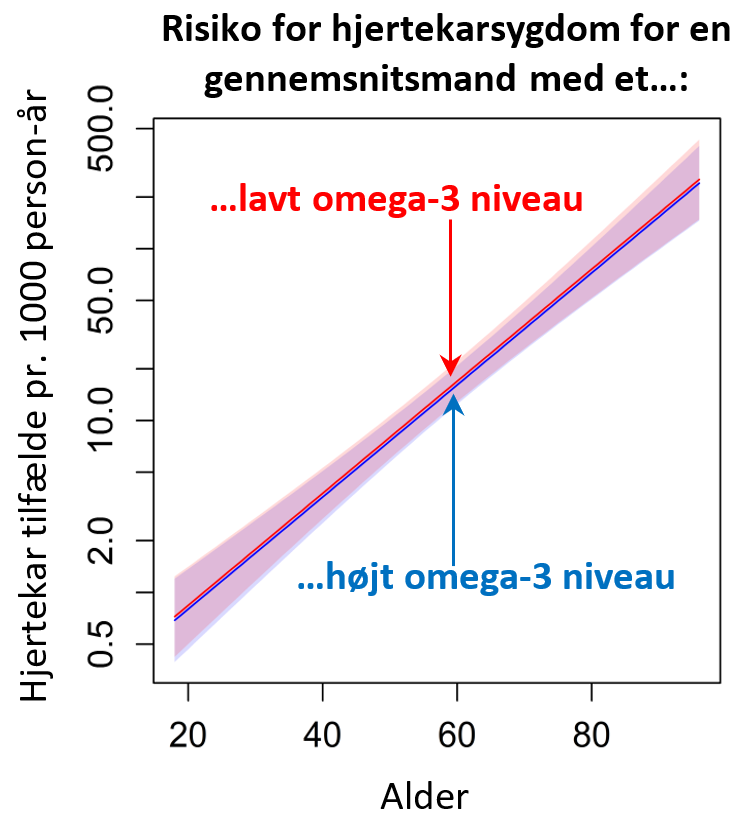 Risiko for hjertekarsygdom for en
gennemsnitsmand med et...:
Hjertekar tilfælde pr. 1000 person-år
500.0
50.0
10.0
2.0
0.5
...lavt omega-3 niveau
...højt omega-3 niveau
20 40 60 80
Alder